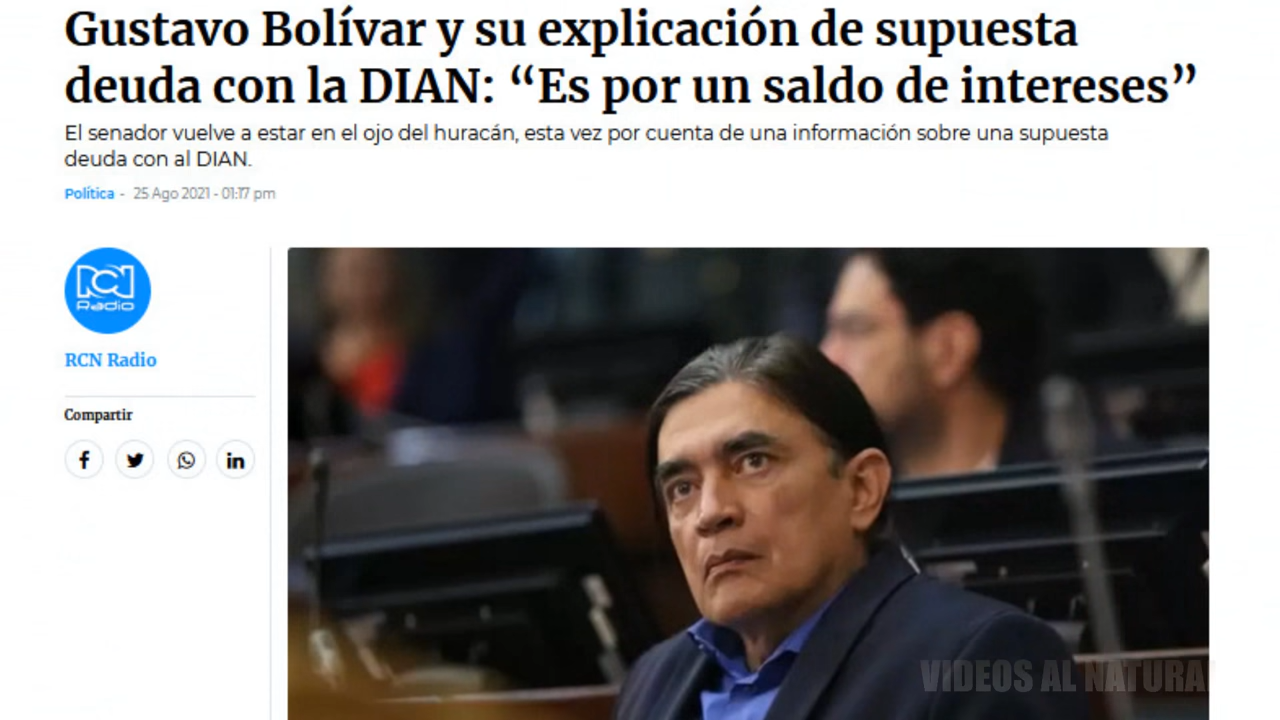 Gustavo Bolívar y su explicación de supuesta
deuda con la DIAN: “Es por un saldo de intereses”
El senador vuelve a estar en el ojo del huracán, esta vez por cuenta de una información sobre una supuesta
deuda con al DIAN.
Política - 25 Ago 2021 - 01:17 pm
RCN
Radio
RCN Radio
Compartir
VIDEOS AL NATURAL